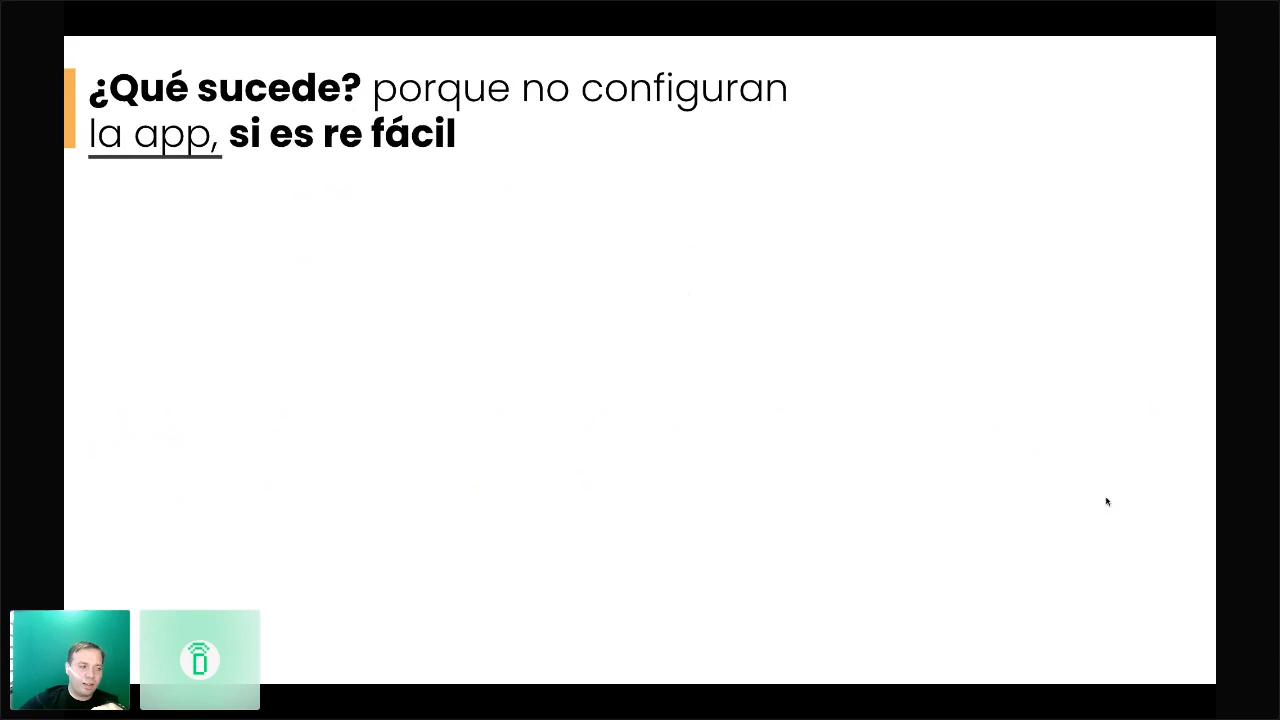 ¿Qué sucede? porque no configuran
la app, si es re fácil